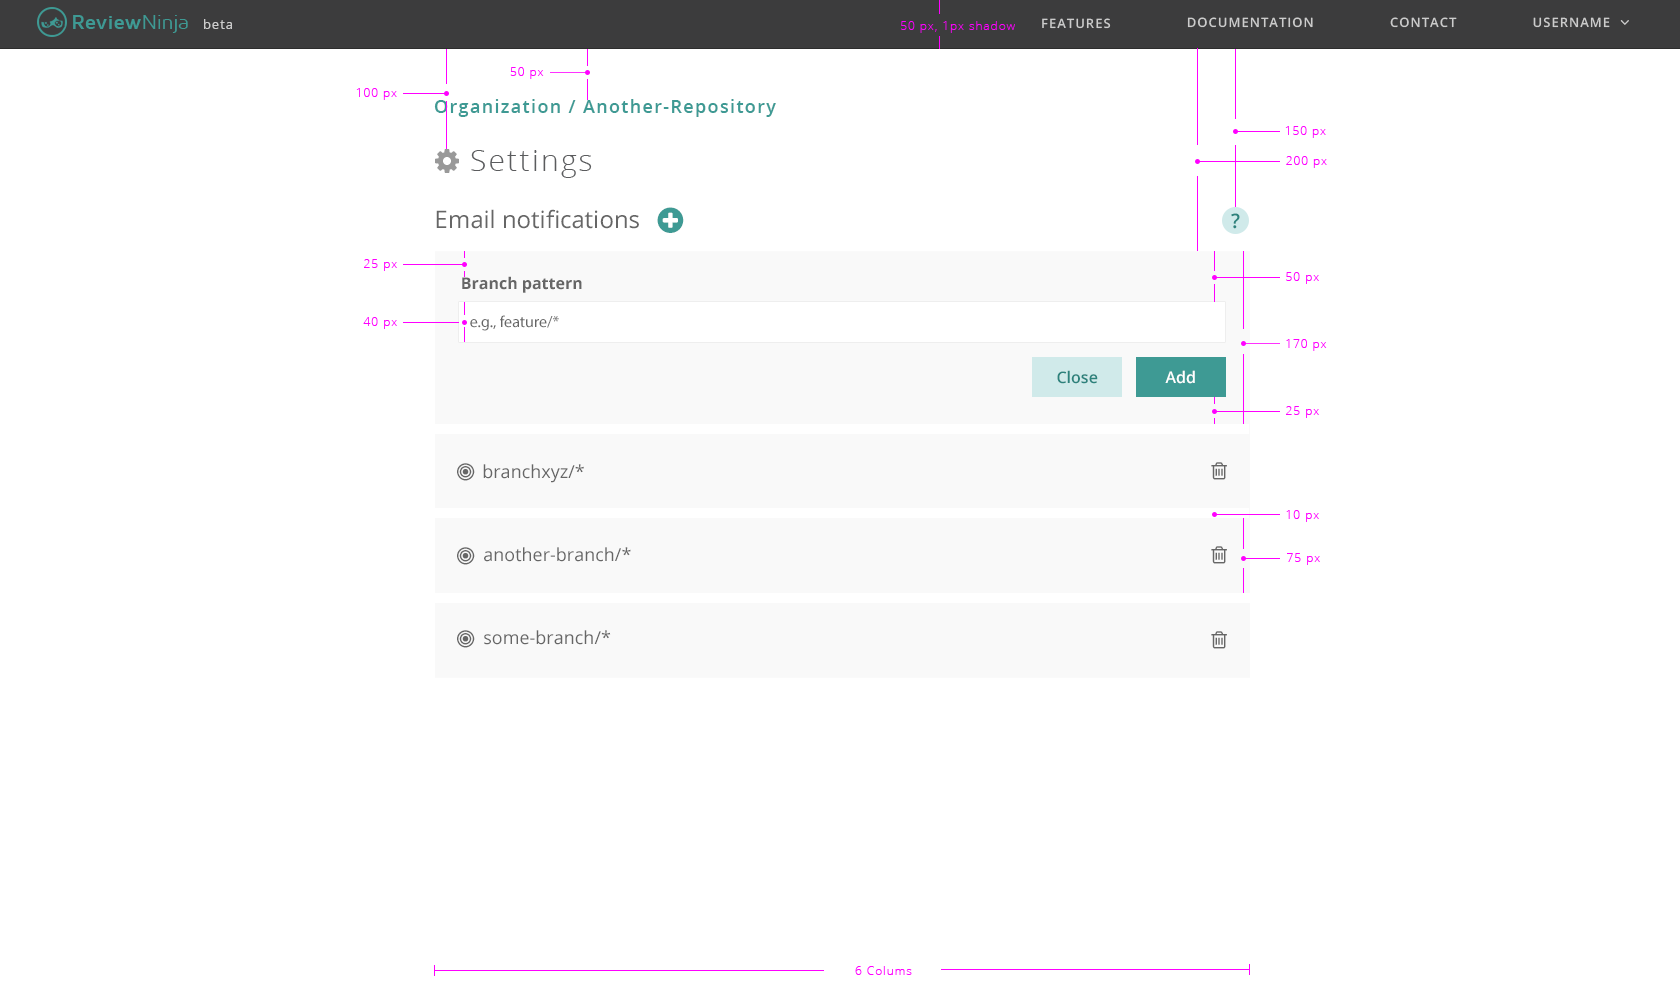 ReviewNinja beta 50 px, 1px shadow FEATURES DOCUMENTATION CONTACT USERNAME
50 px
100 px
Organization / Another-Repository
150 px
Settings
200 px
Email notifications
?
25 px
Branch pattern
50 px
40 px
e.g., feature/*
170 px
Close Add
25 px
branchxyz/*
10 px
another-branch/*
75 px
some-branch/*
6 Colums